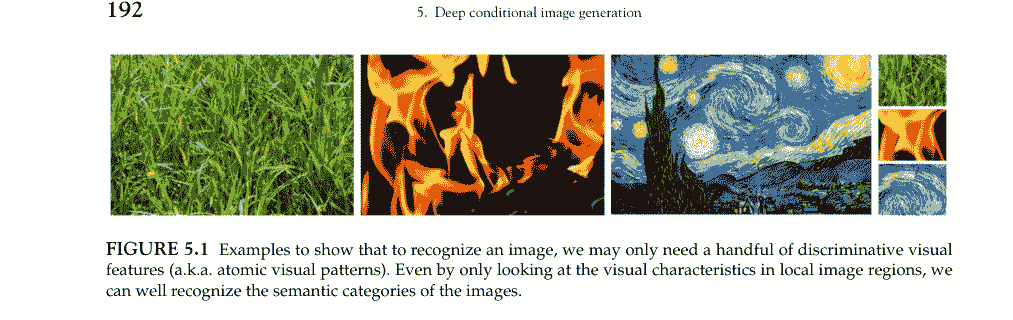 192
5. Deep conditional image generation
FIGURE 5.1 Examples to show that to recognize an image, we may only need a handful of discriminative visual
features (a.k.a. atomic visual patterns). Even by only looking at the visual characteristics in local image regions, we
can well recognize the semantic categories of the images.